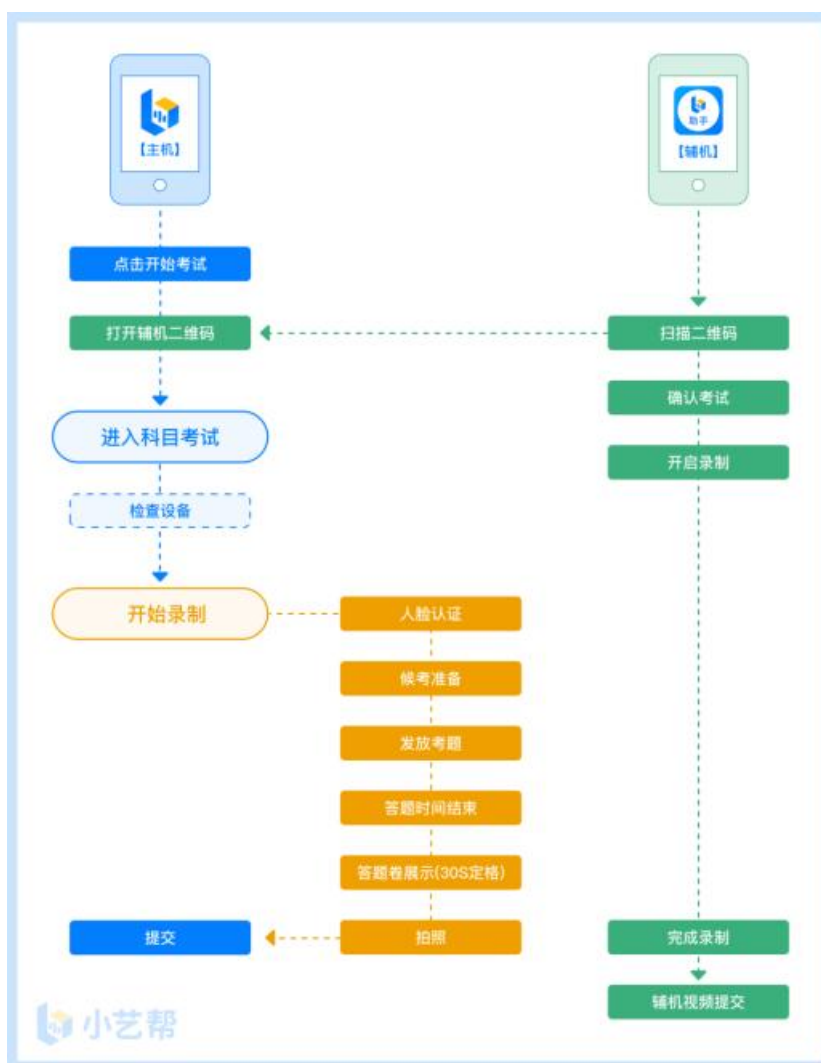 【主机】
助手
【辅机】
点击开始考试
打开辅机二维码
扫描二维码
确认考试
进入科目考试
开启录制
检查设备
开始录制
人脸认证
候考准备
发放考题
答题时间结束
答题卷展示(30S定格)
提交
拍照
完成录制
辅机视频提交
小艺帮